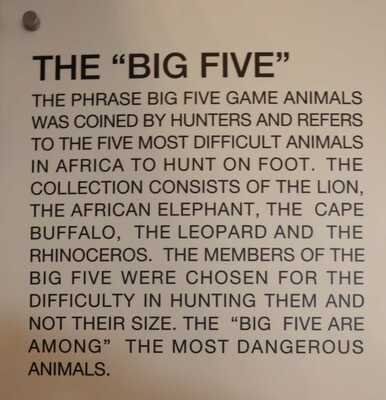 THE “BIG FIVE”
THE PHRASE BIG FIVE GAME ANIMALS
WAS COINED BY HUNTERS AND REFERS
TO THE FIVE MOST DIFFICULT ANIMALS
IN AFRICA TO HUNT ON FOOT. THE
COLLECTION CONSISTS OF THE LION,
THE AFRICAN ELEPHANT, THE CAPE
BUFFALO, THE LEOPARD AND THE
RHINOCEROS. THE MEMBERS OF THE
BIG FIVE WERE CHOSEN FOR THE
DIFFICULTY IN HUNTING THEM AND
NOT THEIR SIZE. THE “BIG FIVE ARE
AMONG” THE MOST DANGEROUS
ANIMALS.